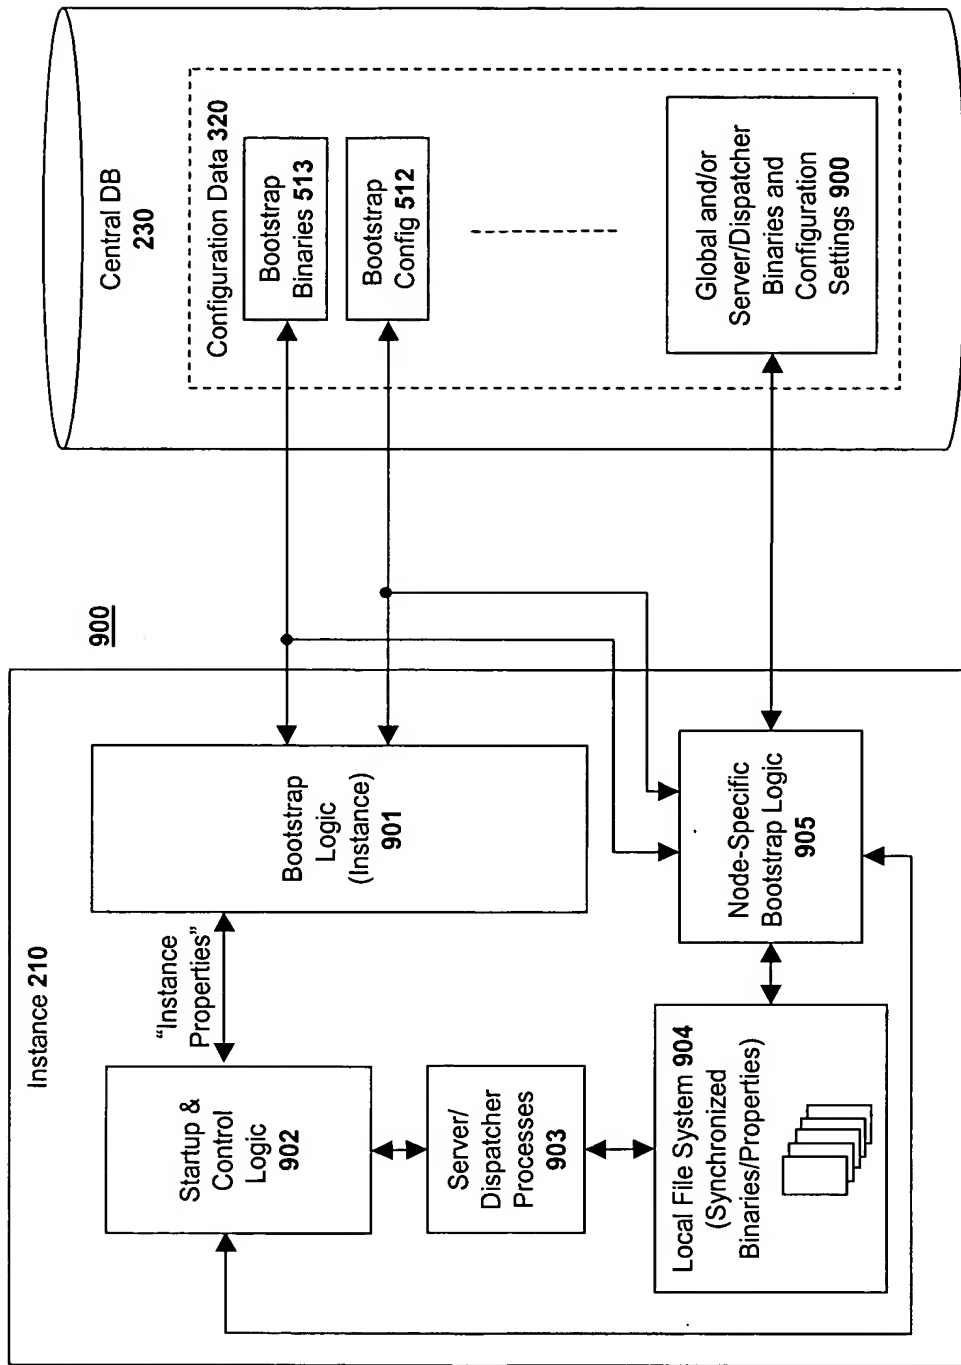 Central DB
230
Configuration Data 320
Bootstrap
Binaries 513
Bootstrap
Config 512
Global and/or
Server/Dispatcher
Binaries and
Configuration
Settings 900
900
Instance 210
Bootstrap
Logic
(Instance)
901
"Instance
Properties"
Startup &
Control
Logic
902
Server/
Dispatcher
Processes
903
Node-Specific
Bootstrap Logic
905
Local File System 904
(Synchronized
Binaries/Properties)